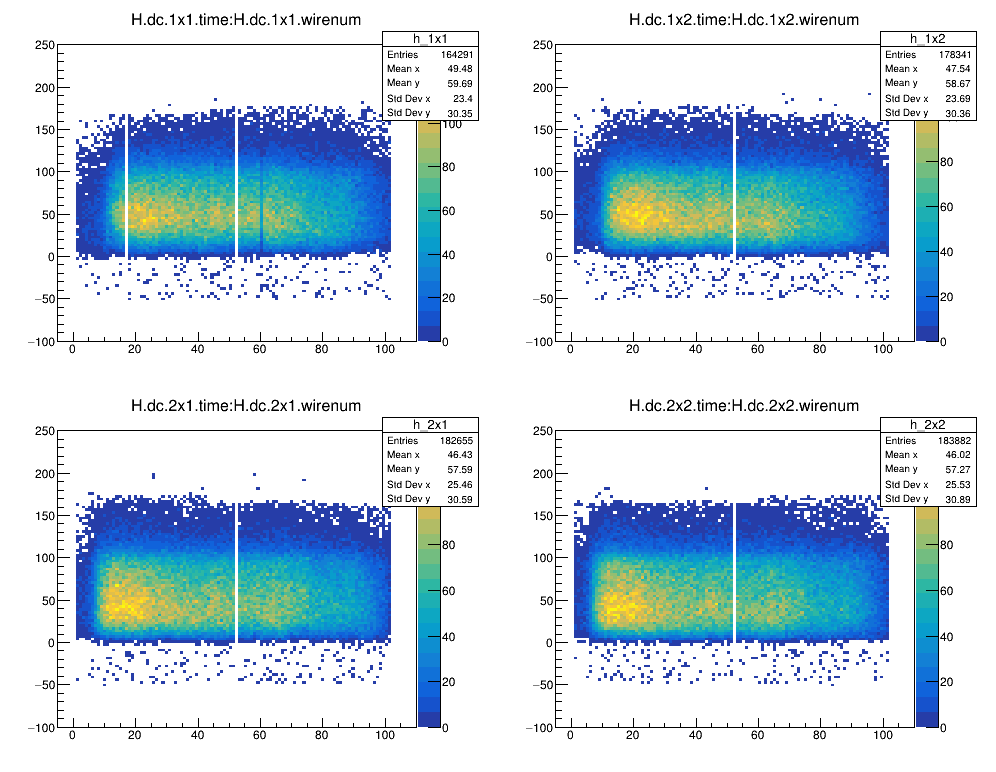 H.dc.1x1.time:H.dc.1x1.wirenum
h_1x1
Entries 164291
Mean x 49.48
Mean y 59.69
Std Dev x 23.4
Std Dev y 30.35
250
200
150
100
50
0
−50
−100
0 20 40 60 80 100
100
80
60
40
20
0
H.dc.1x2.time:H.dc.1x2.wirenum
h_1x2
Entries 178341
Mean x 47.54
Mean y 58.67
Std Dev x 23.69
Std Dev y 30.36
250
200
150
100
50
0
−50
−100
0 20 40 60 80 100
80
60
40
20
0
H.dc.2x1.time:H.dc.2x1.wirenum
h_2x1
Entries 182655
Mean x 46.43
Mean y 57.59
Std Dev x 25.46
Std Dev y 30.59
250
200
150
100
50
0
−50
−100
0 20 40 60 80 100
80
60
40
20
0
H.dc.2x2.time:H.dc.2x2.wirenum
h_2x2
Entries 183882
Mean x 46.02
Mean y 57.27
Std Dev x 25.53
Std Dev y 30.89
250
200
150
100
50
0
−50
−100
0 20 40 60 80 100
80
60
40
20
0